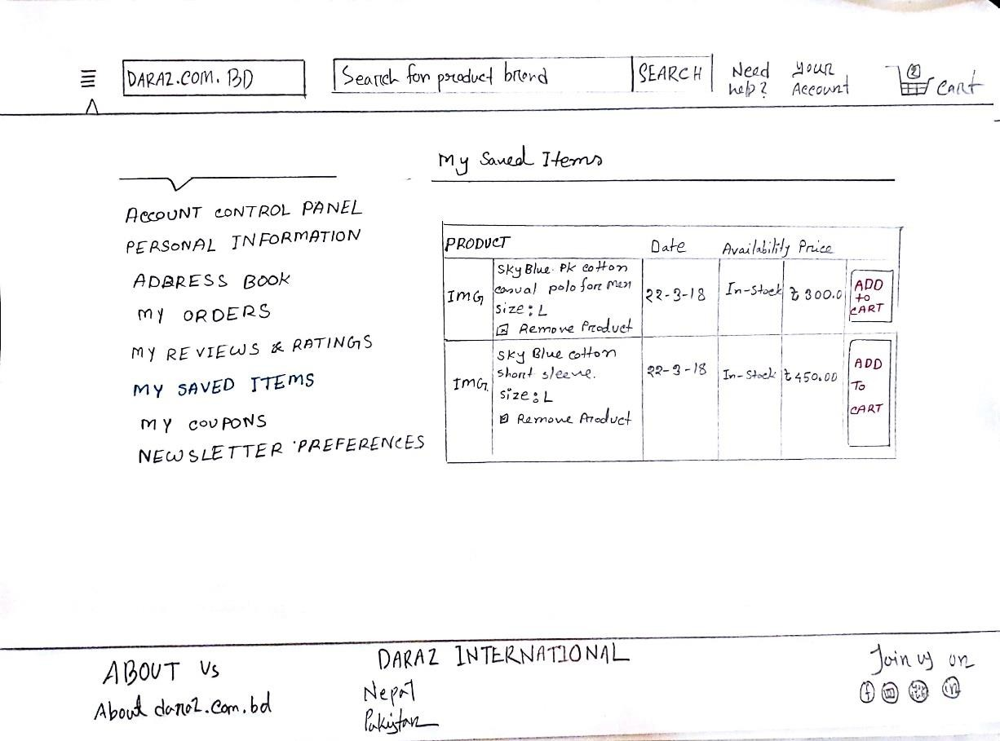 DARAZ.COM.BD
Search for product brand
SEARCH
Need help?
Your Account
2
Cart
My Saved Items
ACCOUNT CONTROL PANEL
PERSONAL INFORMATION
ADDRESS BOOK
MY ORDERS
MY REVIEWS & RATINGS
MY SAVED ITEMS
MY COUPONS
NEWSLETTER PREFERENCES
PRODUCT Date Availability Price
IMG
Sky Blue PK cotton
casual polo for Men
size: L
Remove Product
22-3-18
In-Stock
৳ 300.0
ADD
to
CART
IMG.
Sky Blue cotton
short sleeve.
size: L
Remove Product
22-3-18
In-Stock
৳ 450.00
ADD
To
CART
ABOUT US
About daraz.com.bd
DARAZ INTERNATIONAL
Nepal
Pakistan
Join us on
f
in